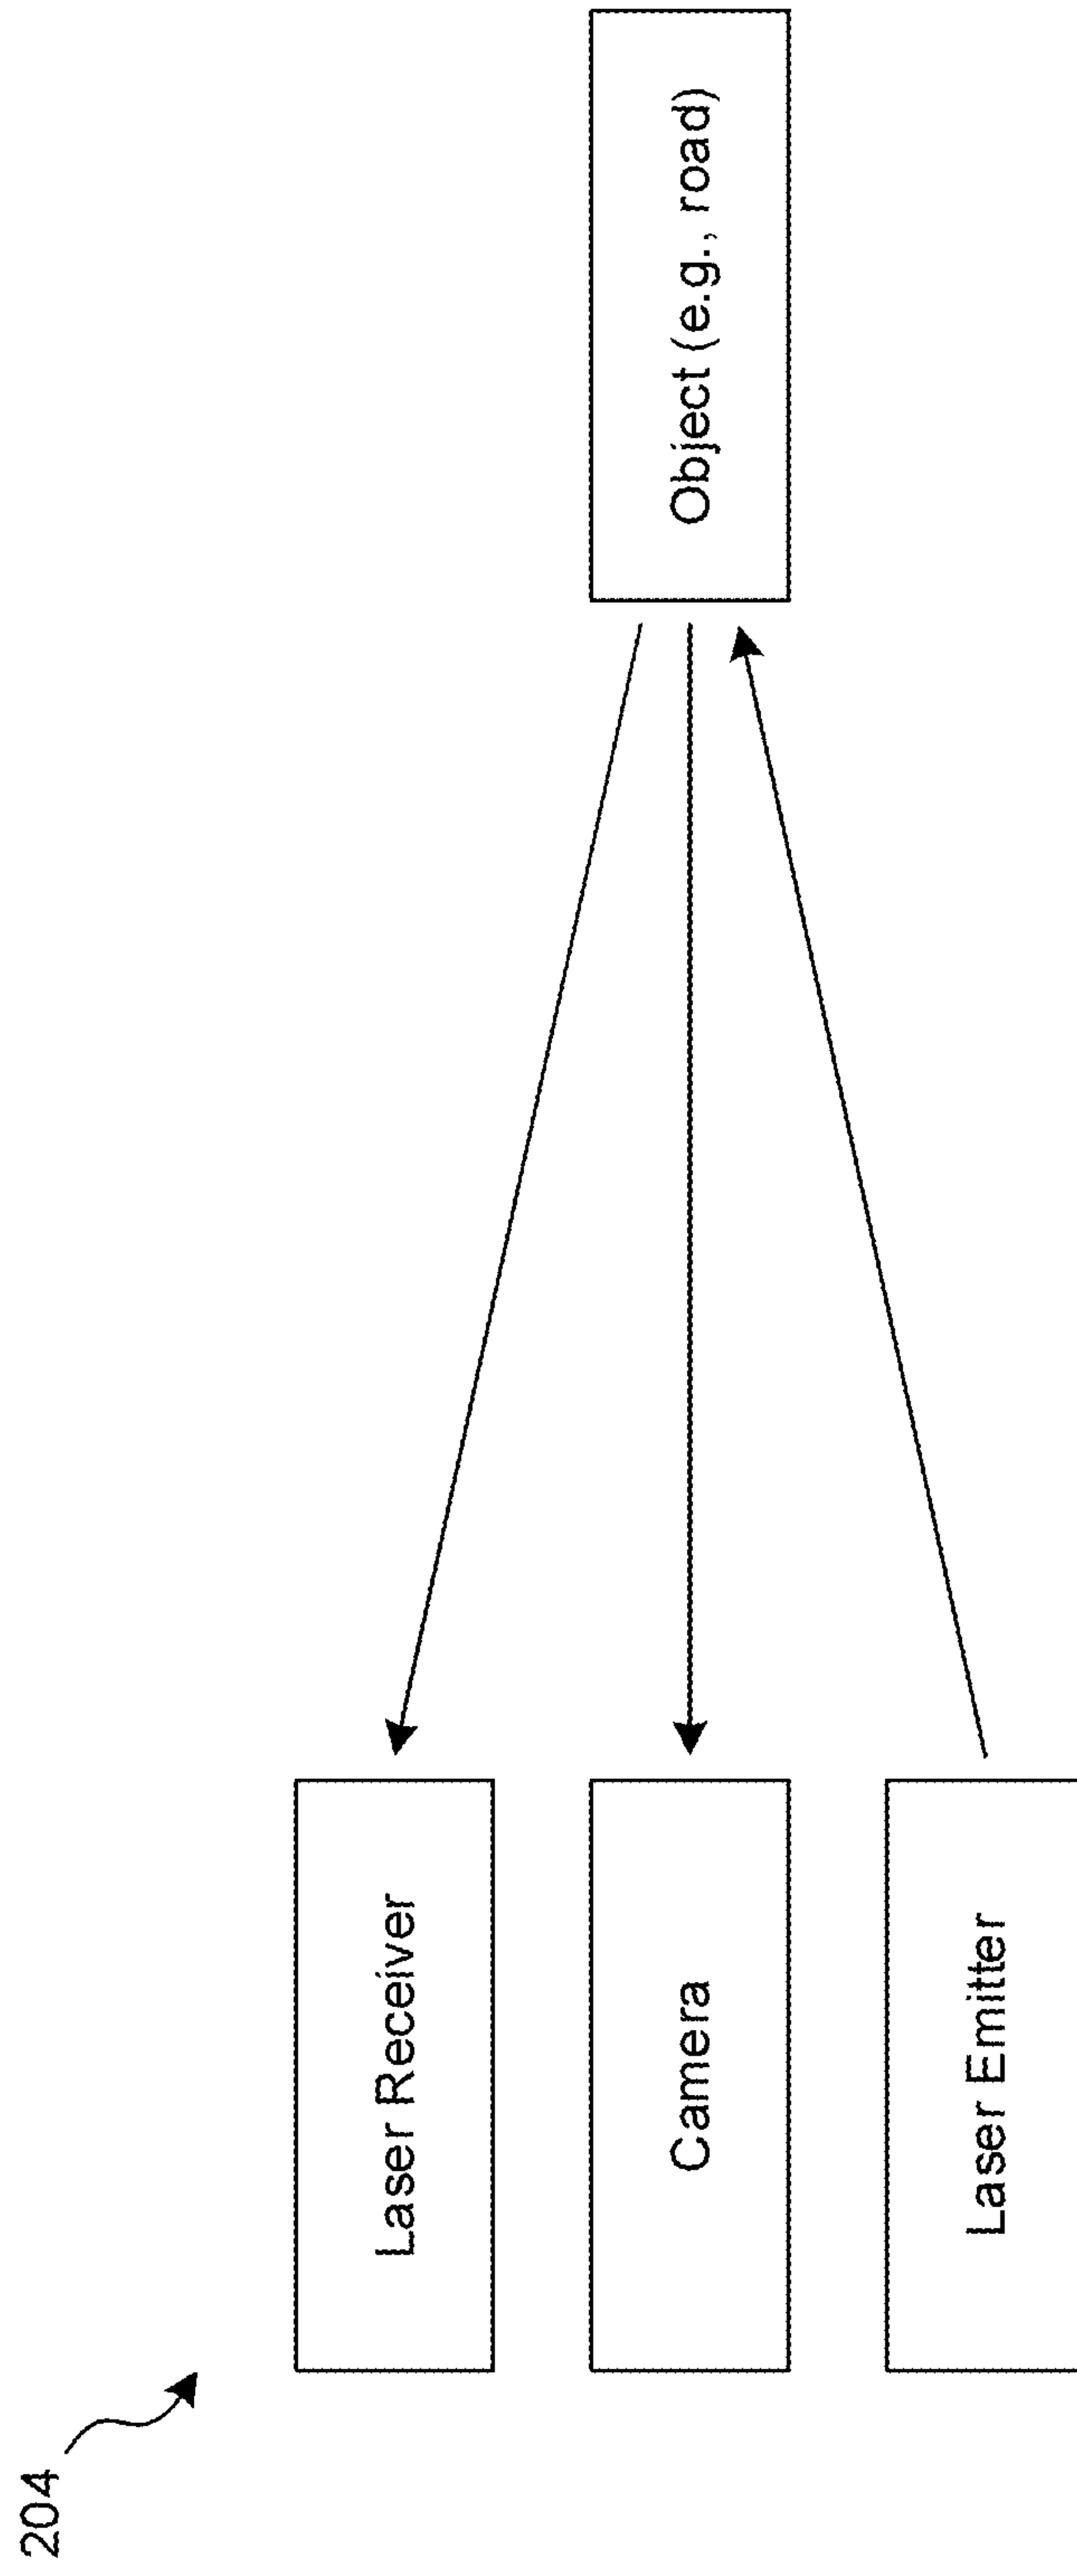 204
Laser Receiver
Camera
Object (e.g., road)
Laser Emitter